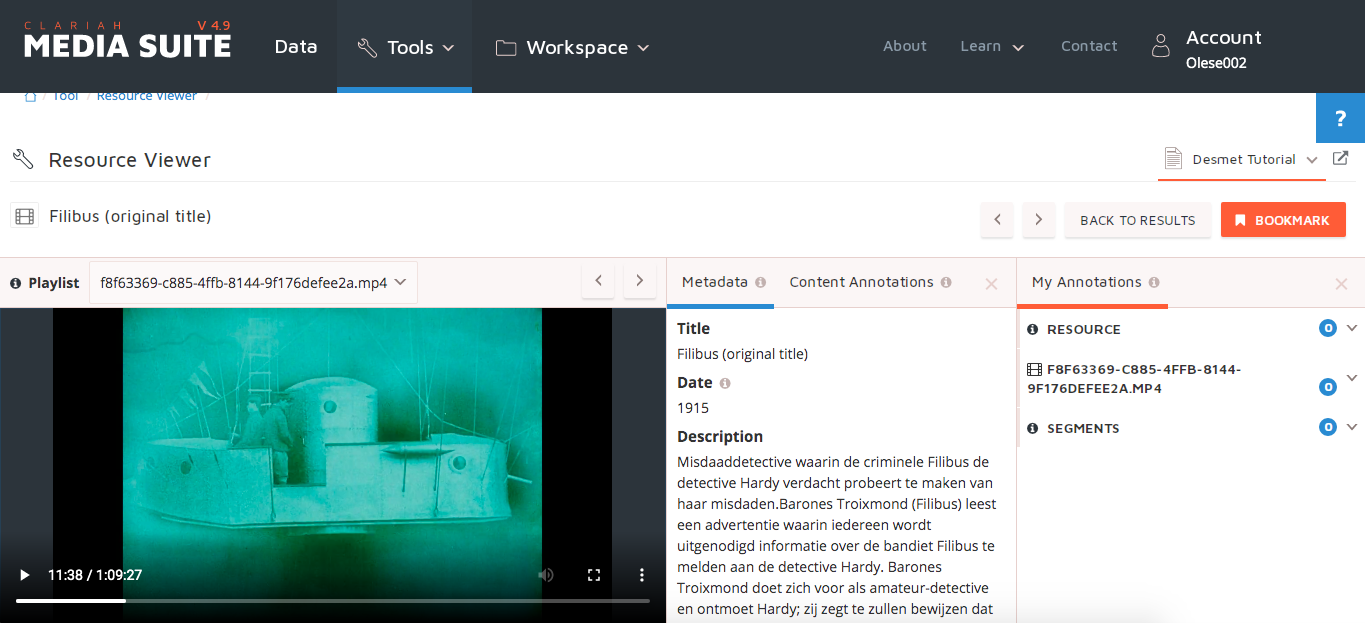 CLARIAH V 4.9
MEDIA SUITE
Data
Tools
Workspace
About
Learn
Contact
Account
Olese002
/ Tool / Resource Viewer /
?
Resource Viewer
Desmet Tutorial
Filibus (original title)
BACK TO RESULTS
BOOKMARK
Playlist
f8f63369-c885-4ffb-8144-9f176defee2a.mp4
11:38 / 1:09:27
Metadata
Content Annotations
Title
Filibus (original title)
Date
1915
Description
Misdaaddetective waarin de criminele Filibus de
detective Hardy verdacht probeert te maken van
haar misdaden.Barones Troixmond (Filibus) leest
een advertentie waarin iedereen wordt
uitgenodigd informatie over de bandiet Filibus te
melden aan de detective Hardy. Barones
Troixmond doet zich voor als amateur-detective
en ontmoet Hardy; zij zegt te zullen bewijzen dat
My Annotations
RESOURCE
0
F8F63369-C885-4FFB-8144-
9F176DEFEE2A.MP4
0
SEGMENTS
0